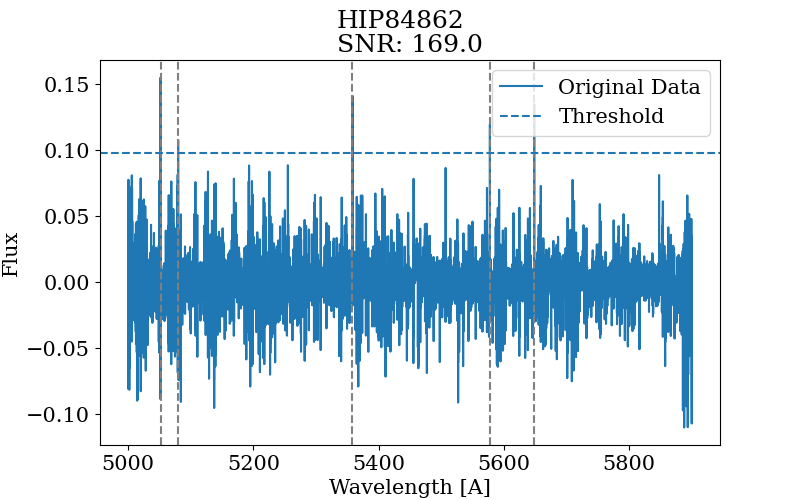 HIP84862
SNR: 169.0
Original Data
Threshold
0.15
0.10
0.05
0.00
−0.05
−0.10
Flux
5000 5200 5400 5600 5800
Wavelength [A]